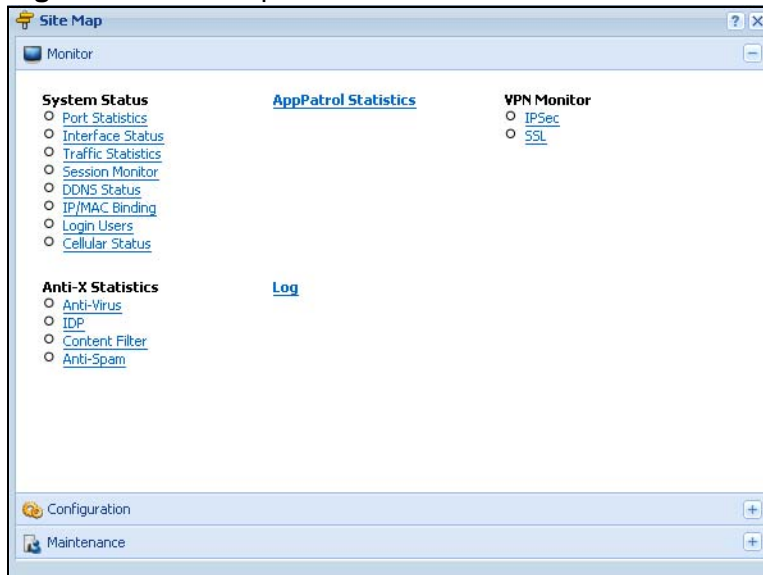 Site Map
Monitor
System Status
Port Statistics
Interface Status
Traffic Statistics
Session Monitor
DDNS Status
IP/MAC Binding
Login Users
Cellular Status
AppPatrol Statistics
VPN Monitor
IPSec
SSL
Anti-X Statistics
Anti-Virus
IDP
Content Filter
Anti-Spam
Log
Configuration
Maintenance